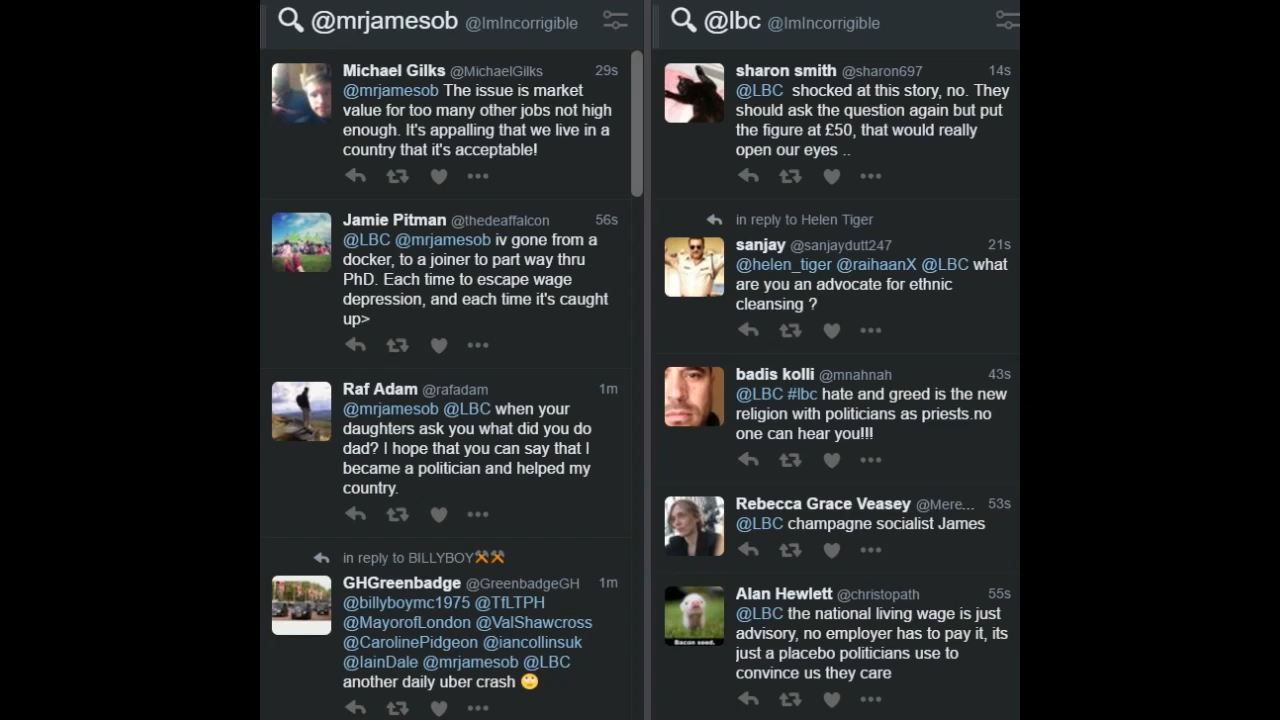 @mrjamesob @ImIncorrigible
Michael Gilks @MichaelGilks 29s
@mrjamesob The issue is market
value for too many other jobs not high
enough. It's appalling that we live in a
country that it's acceptable!
Jamie Pitman @thedeaffalcon 56s
@LBC @mrjamesob iv gone from a
docker, to a joiner to part way thru
PhD. Each time to escape wage
depression, and each time it's caught
up>
Raf Adam @rafadam 1m
@mrjamesob @LBC when your
daughters ask you what did you do
dad? I hope that you can say that I
became a politician and helped my
country.
in reply to BILLYBOY⚒⚒
GHGreenbadge @GreenbadgeGH 1m
@billyboymc1975 @TfLTPH
@MayorofLondon @ValShawcross
@CarolinePidgeon @iancollinsuk
@IainDale @mrjamesob @LBC
another daily uber crash 🙄
@lbc @ImIncorrigible
sharon smith @sharon697 14s
@LBC shocked at this story, no. They
should ask the question again but put
the figure at £50, that would really
open our eyes ..
in reply to Helen Tiger
sanjay @sanjaydutt247 21s
@helen_tiger @raihaanX @LBC what
are you an advocate for ethnic
cleansing ?
badis kolli @mnahnah 43s
@LBC #lbc hate and greed is the new
religion with politicians as priests.no
one can hear you!!!
Rebecca Grace Veasey @Mere... 53s
@LBC champagne socialist James
Alan Hewlett @christopath 55s
@LBC the national living wage is just
advisory, no employer has to pay it, its
just a placebo politicians use to
convince us they care
Bacon seed.